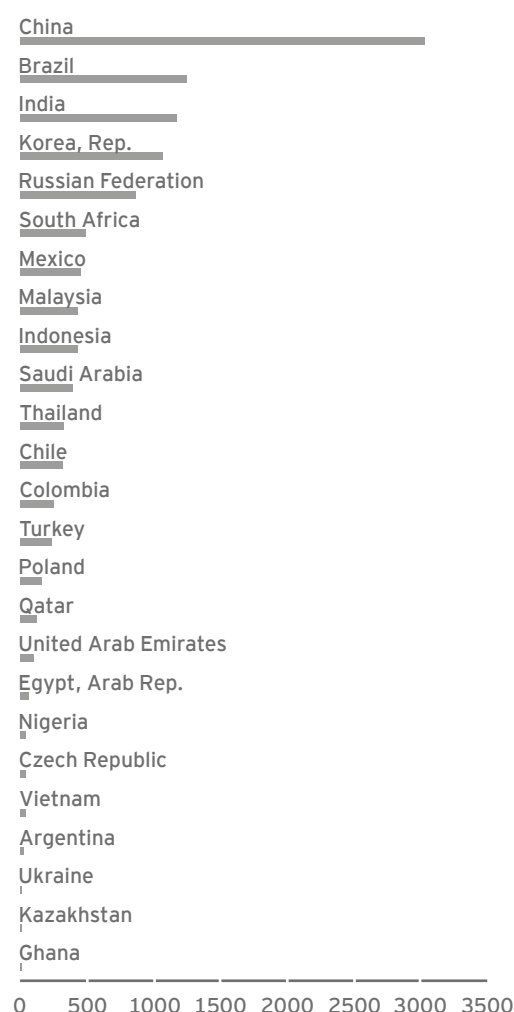 China
Brazil
India
Korea, Rep.
Russian Federation
South Africa
Mexico
Malaysia
Indonesia
Saudi Arabia
Thailand
Chile
Colombia
Turkey
Poland
Qatar
United Arab Emirates
Egypt, Arab Rep.
Nigeria
Czech Republic
Vietnam
Argentina
Ukraine
Kazakhstan
Ghana
0 500 1000 1500 2000 2500 3000 3500